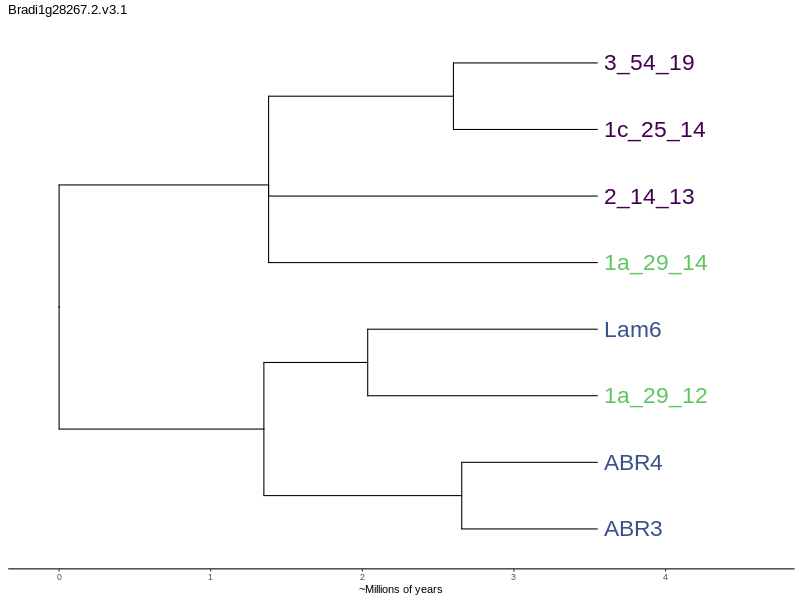 Bradi1g28267.2.v3.1
3_54_19
1c_25_14
2_14_13
1a_29_14
Lam6
1a_29_12
ABR4
ABR3
0 1 2 3 4
~Millions of years